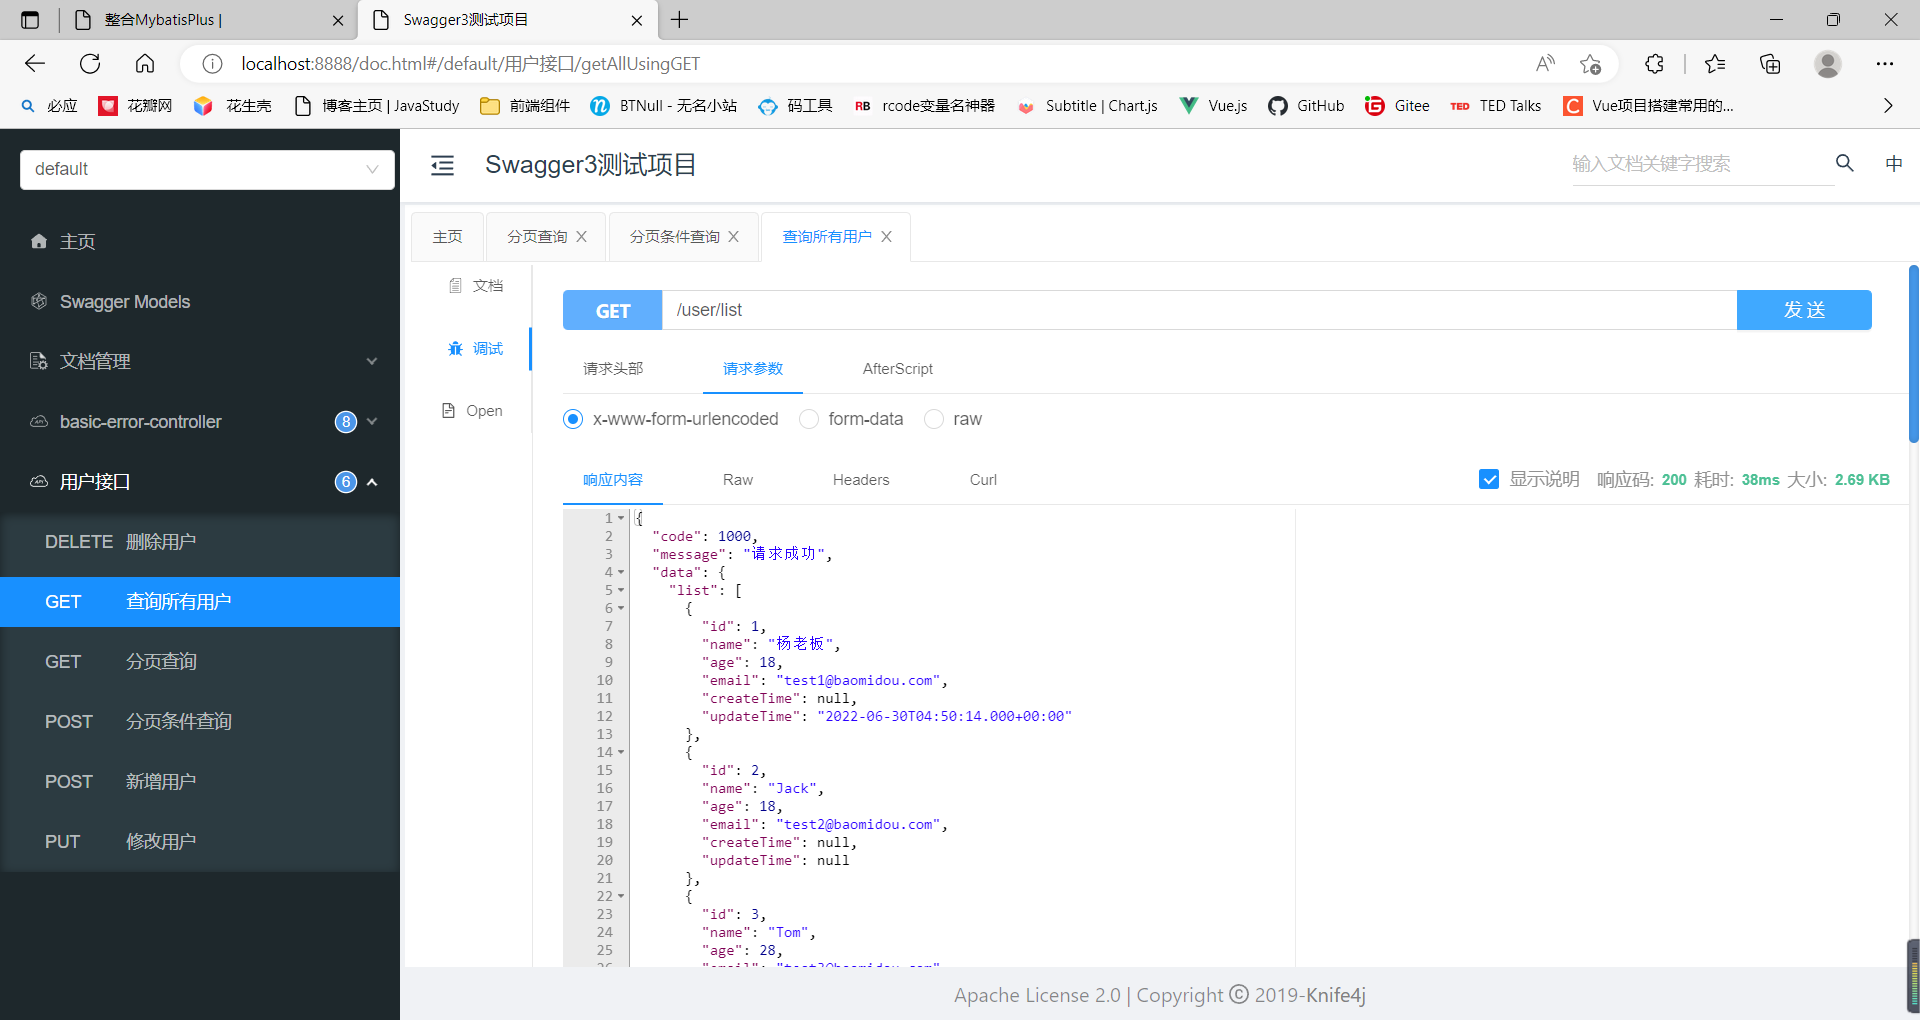 整合MybatisPlus |
Swagger3测试项目
localhost:8888/doc.html#/default/用户接口/getAllUsingGET
必应
花瓣网
花生壳
博客主页 | JavaStudy
前端组件
BTNull - 无名小站
码工具
RB rcode变量名神器
Subtitle | Chart.js
Vue.js
GitHub
Gitee
TED TED Talks
C Vue项目搭建常用的...
default
Swagger3测试项目
输入文档关键字搜索
中
主页
Swagger Models
文档管理
basic-error-controller 8
用户接口 6
DELETE 删除用户
GET 查询所有用户
GET 分页查询
POST 分页条件查询
POST 新增用户
PUT 修改用户
主页
分页查询
分页条件查询
查询所有用户
文档
调试
Open
GET /user/list 发 送
请求头部 请求参数 AfterScript
x-www-form-urlencoded form-data raw
响应内容 Raw Headers Curl
显示说明 响应码: 200 耗时: 38ms 大小: 2.69 KB
1 {
2 "code": 1000,
3 "message": "请求成功",
4 "data": {
5 "list": [
6 {
7 "id": 1,
8 "name": "杨老板",
9 "age": 18,
10 "email": "test1@baomidou.com",
11 "createTime": null,
12 "updateTime": "2022-06-30T04:50:14.000+00:00"
13 },
14 {
15 "id": 2,
16 "name": "Jack",
17 "age": 18,
18 "email": "test2@baomidou.com",
19 "createTime": null,
20 "updateTime": null
21 },
22 {
23 "id": 3,
24 "name": "Tom",
25 "age": 28,
Apache License 2.0 | Copyright © 2019-Knife4j